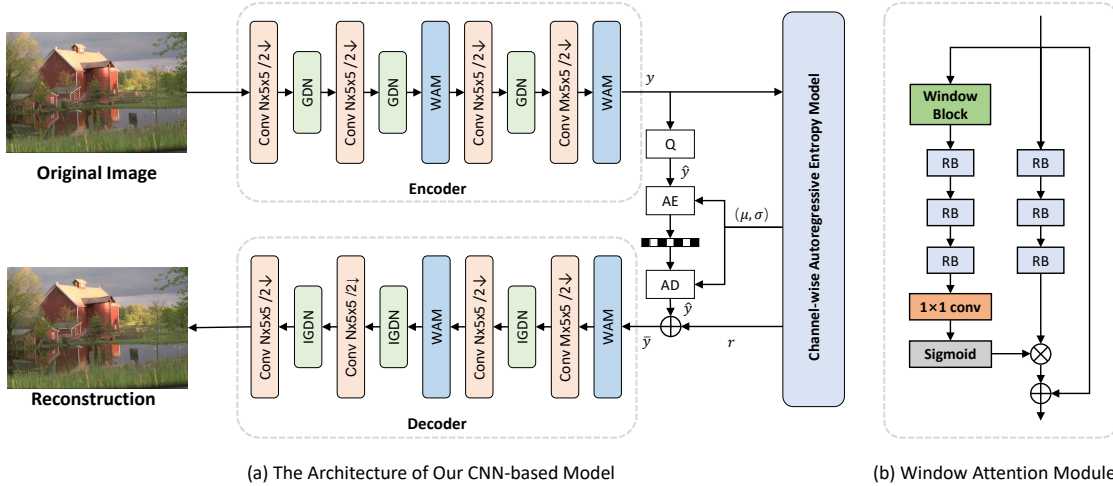 Original Image
Conv Nx5x5 /2↓
GDN
Conv Nx5x5 /2↓
GDN
WAM
Conv Nx5x5 /2↓
GDN
Conv Mx5x5 /2↓
WAM
Encoder
y
Q
ŷ
AE
(μ, σ)
AD
ŷ
ȳ
r
Channel-wise Autoregressive Entropy Model
Reconstruction
Conv Nx5x5 /2↓
IGDN
Conv Nx5x5 /2↓
IGDN
WAM
Conv Nx5x5 /2↓
IGDN
Conv Mx5x5 /2↓
WAM
Decoder
(a) The Architecture of Our CNN-based Model
Window
Block
RB
RB
RB
RB
RB
RB
1×1 conv
Sigmoid
(b) Window Attention Module